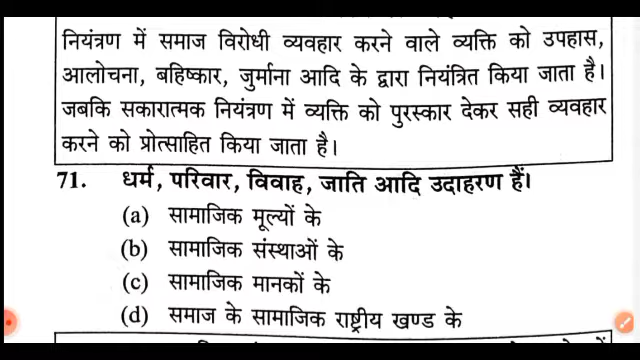 नियंत्रण में समाज विरोधी व्यवहार करने वाले व्यक्ति को उपहास,
आलोचना, बहिष्कार, जुर्माना आदि के द्वारा नियंत्रित किया जाता है।
जबकि सकारात्मक नियंत्रण में व्यक्ति को पुरस्कार देकर सही व्यवहार
करने को प्रोत्साहित किया जाता है।
71. धर्म, परिवार, विवाह, जाति आदि उदाहरण हैं।
(a) सामाजिक मूल्यों के
(b) सामाजिक संस्थाओं के
(c) सामाजिक मानकों के
(d) समाज के सामाजिक राष्ट्रीय खण्ड के